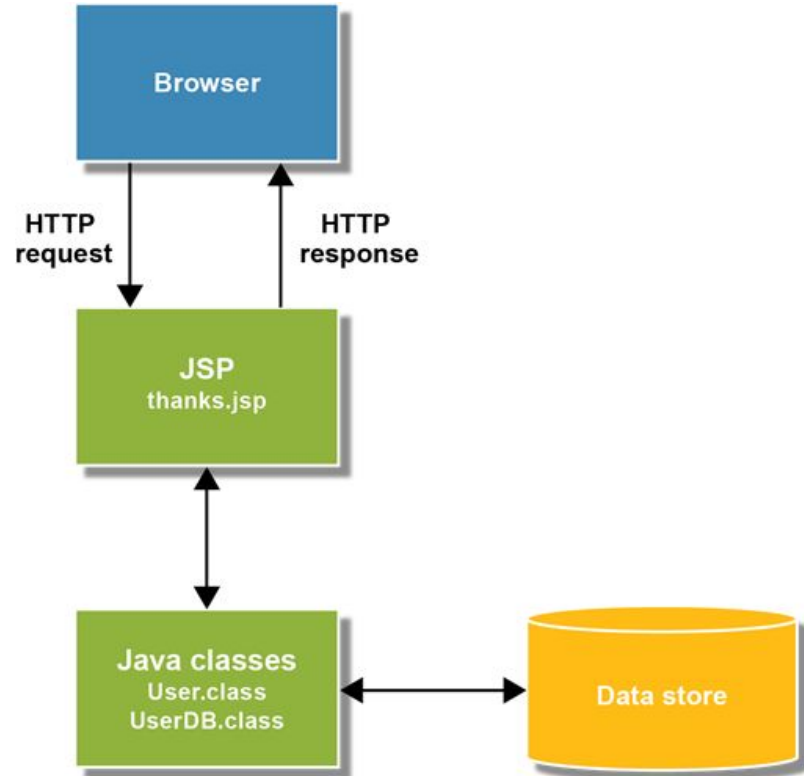 Browser
HTTP
request
HTTP
response
JSP
thanks.jsp
Java classes
User.class
UserDB.class
Data store